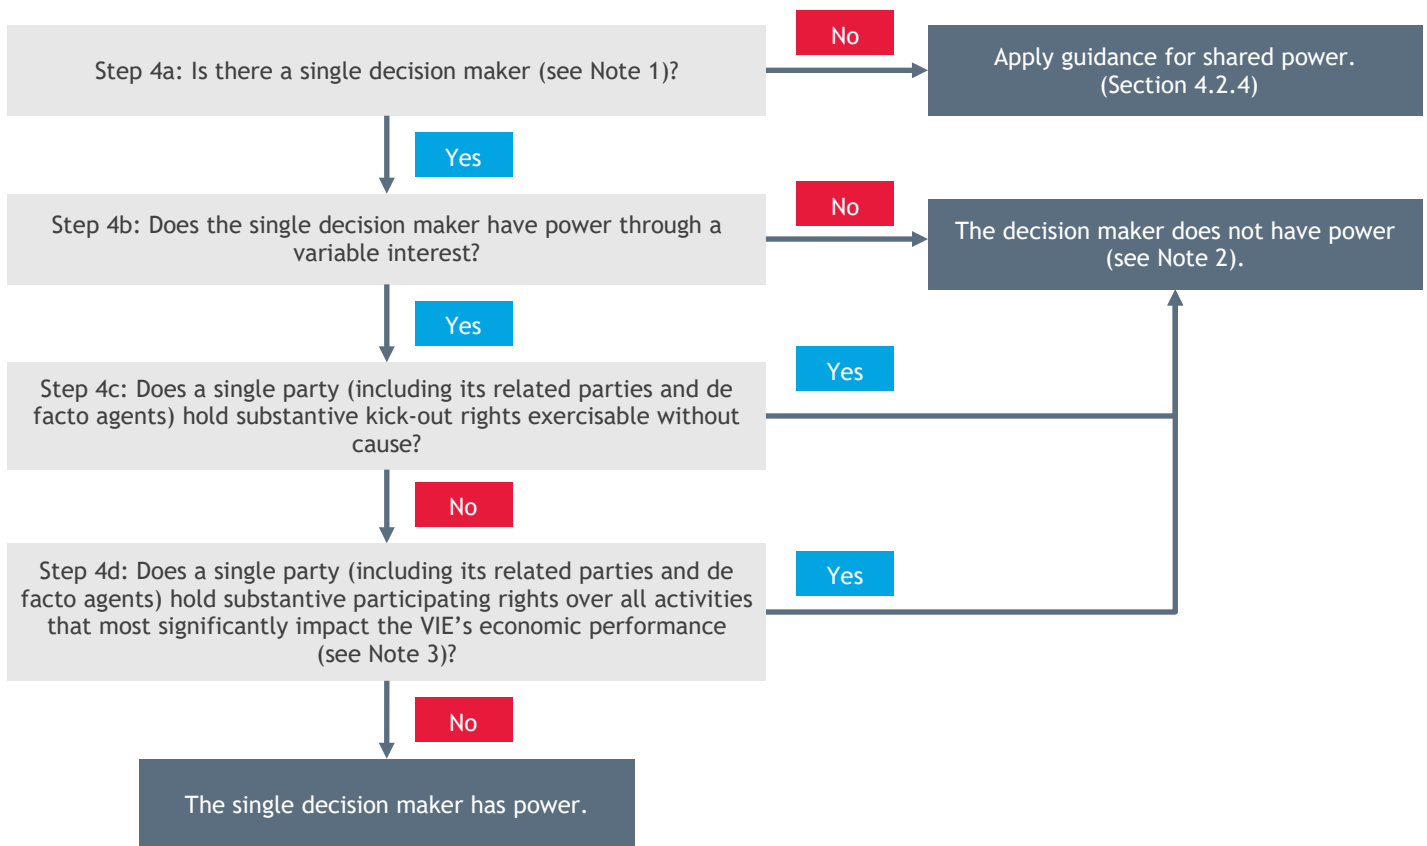 No
Step 4a: Is there a single decision maker (see Note 1)?
Apply guidance for shared power.
(Section 4.2.4)
Yes
No
Step 4b: Does the single decision maker have power through a
variable interest?
The decision maker does not have power
(see Note 2).
Yes
Step 4c: Does a single party (including its related parties and de
facto agents) hold substantive kick-out rights exercisable without
cause?
Yes
No
Step 4d: Does a single party (including its related parties and de
facto agents) hold substantive participating rights over all activities
that most significantly impact the VIE’s economic performance
(see Note 3)?
Yes
No
The single decision maker has power.